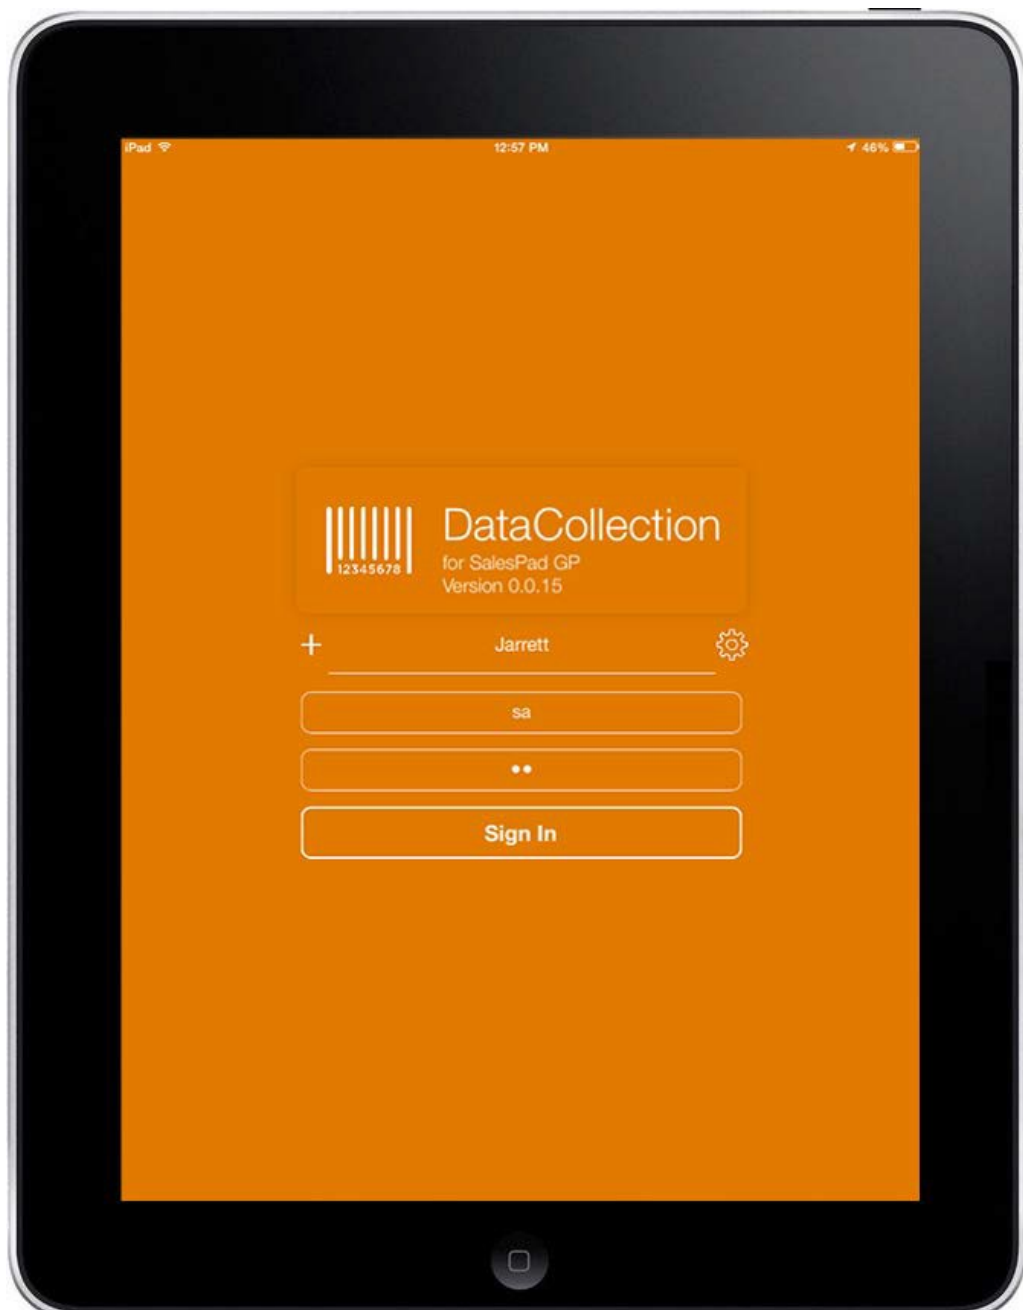 iPad 12:57 PM 46%
DataCollection
12345678
for SalesPad GP
Version 0.0.15
Jarrett
sa
••
Sign In